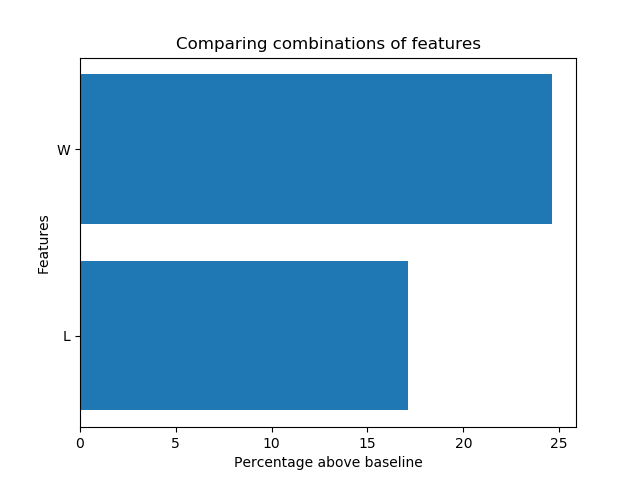 Comparing combinations of features
W
L
Features
0 5 10 15 20 25
Percentage above baseline